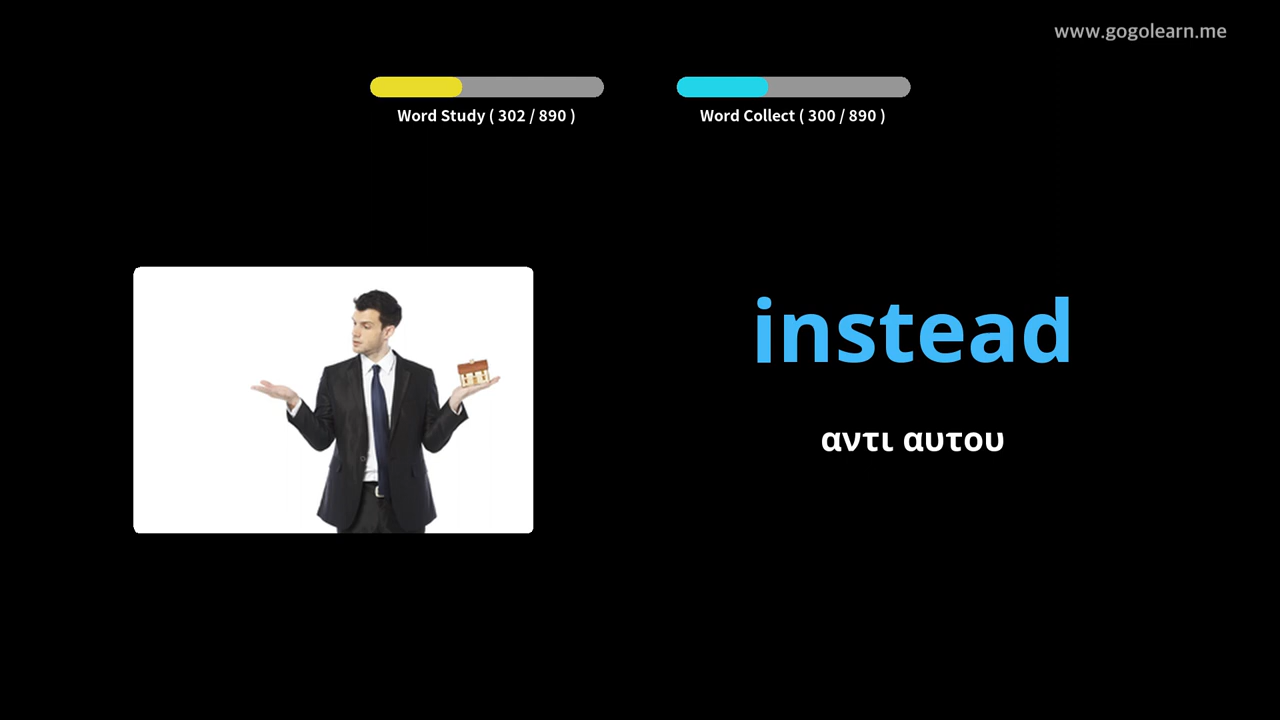 www.gogolearn.me
Word Study ( 302 / 890 )
Word Collect ( 300 / 890 )
instead
αντι αυτου